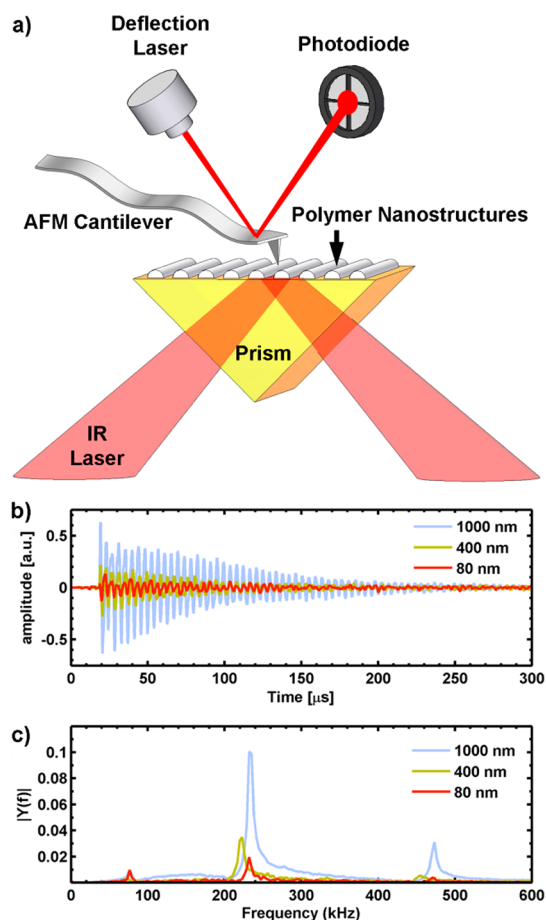 a)
Deflection
Laser
Photodiode
AFM Cantilever
Polymer Nanostructures
Prism
IR
Laser
b)
amplitude [a.u.]
0.5
0
-0.5
1000 nm
400 nm
80 nm
0 50 100 150 200 250 300
Time [μs]
c)
|Y(f)|
0.1
0.08
0.06
0.04
0.02
1000 nm
400 nm
80 nm
0 100 200 300 400 500 600
Frequency (kHz)